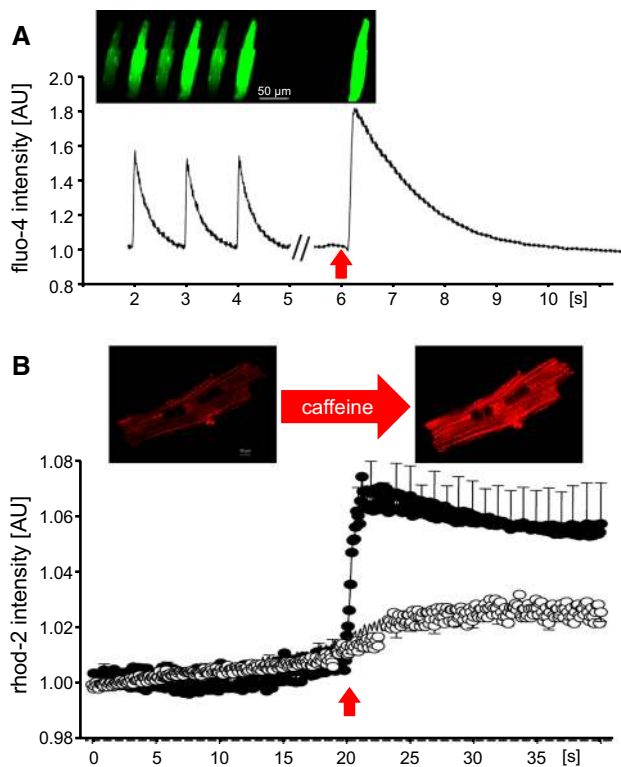 A
50 µm
fluo-4 intensity [AU]
2.0
1.8
1.6
1.4
1.2
1.0
0.8
2 3 4 5 6 7 8 9 10 [s]
B
caffeine
rhod-2 intensity [AU]
1.08
1.06
1.04
1.02
1.00
0.98
0 5 10 15 20 25 30 35 [s]